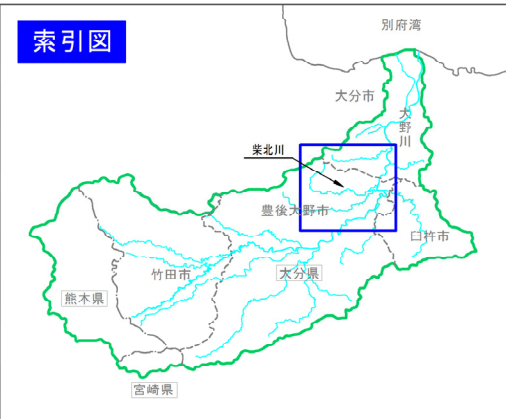 索引図
別府湾
大分市
大野川
柴北川
豊後大野市
臼杵市
竹田市
大分県
熊本県
宮崎県